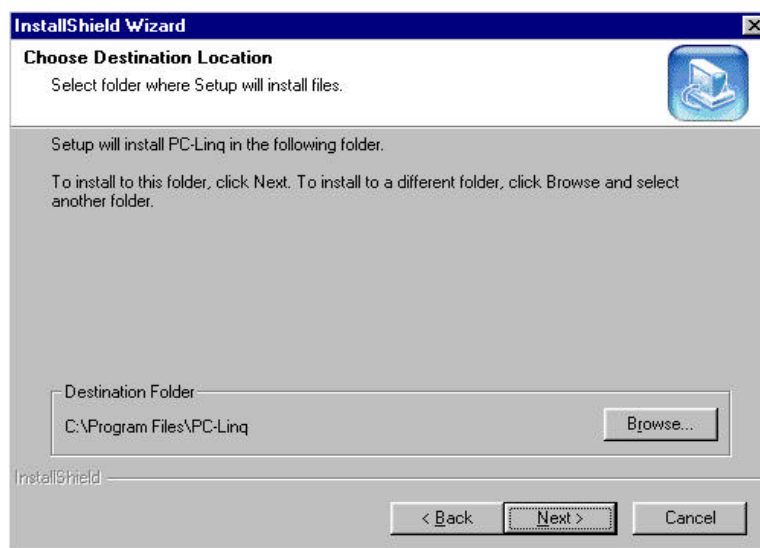 InstallShield Wizard
Choose Destination Location
Select folder where Setup will install files.
Setup will install PC-Linq in the following folder.
To install to this folder, click Next. To install to a different folder, click Browse and select
another folder.
Destination Folder
C:\Program Files\PC-Linq
Browse...
InstallShield
< Back
Next >
Cancel